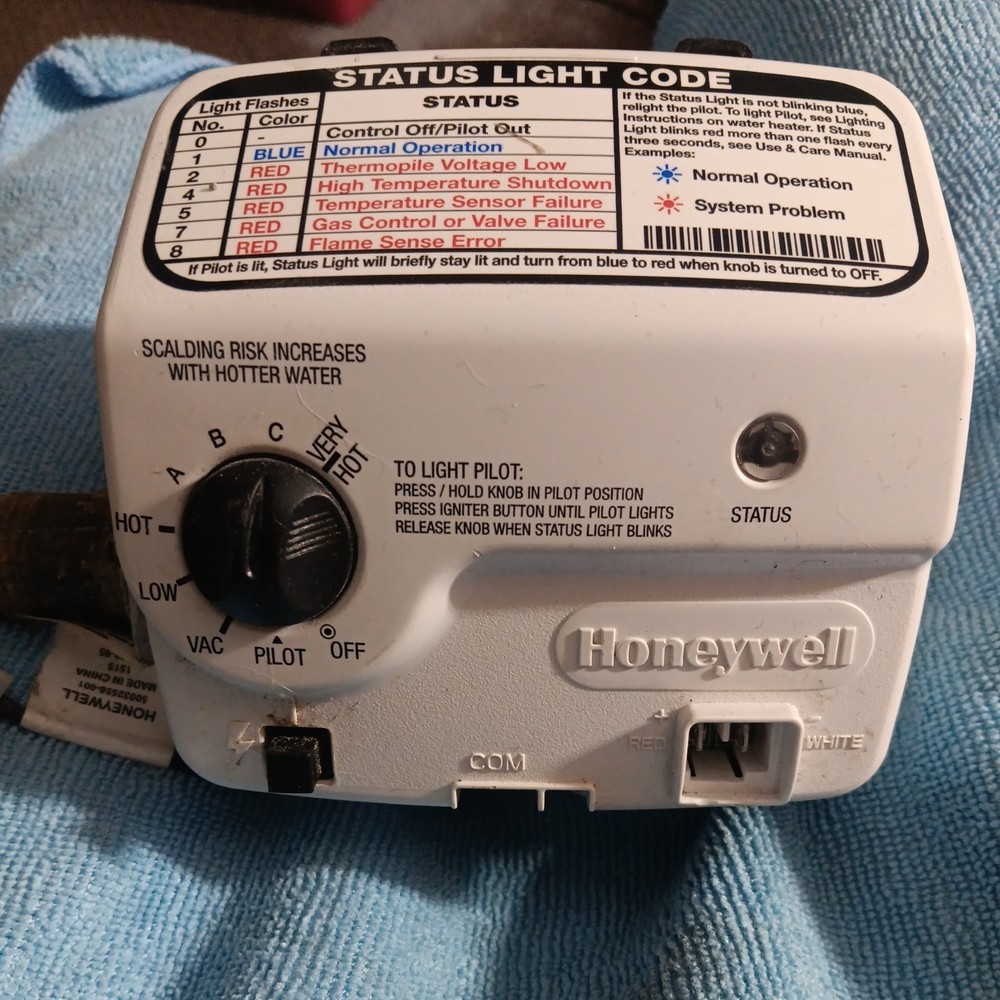 STATUS LIGHT CODE
Light Flashes STATUS
No. Color
0 - Control Off/Pilot Out
1 BLUE Normal Operation
2 RED Thermopile Voltage Low
4 RED High Temperature Shutdown
5 RED Temperature Sensor Failure
7 RED Gas Control or Valve Failure
8 RED Flame Sense Error
If the Status Light is not blinking blue,
relight the pilot. To light Pilot, see Lighting
Instructions on water heater. If Status
Light blinks red more than one flash every
three seconds, see Use & Care Manual.
Examples:
Normal Operation
System Problem
If Pilot is lit, Status Light will briefly stay lit and turn from blue to red when knob is turned to OFF.
SCALDING RISK INCREASES
WITH HOTTER WATER
VERY
HOT
C
B
A
HOT
LOW
VAC
PILOT
OFF
TO LIGHT PILOT:
PRESS / HOLD KNOB IN PILOT POSITION
PRESS IGNITER BUTTON UNTIL PILOT LIGHTS
RELEASE KNOB WHEN STATUS LIGHT BLINKS
STATUS
Honeywell
COM
+ -
RED WHITE
HONEYWELL
50032558-001
MADE IN CHINA
1515